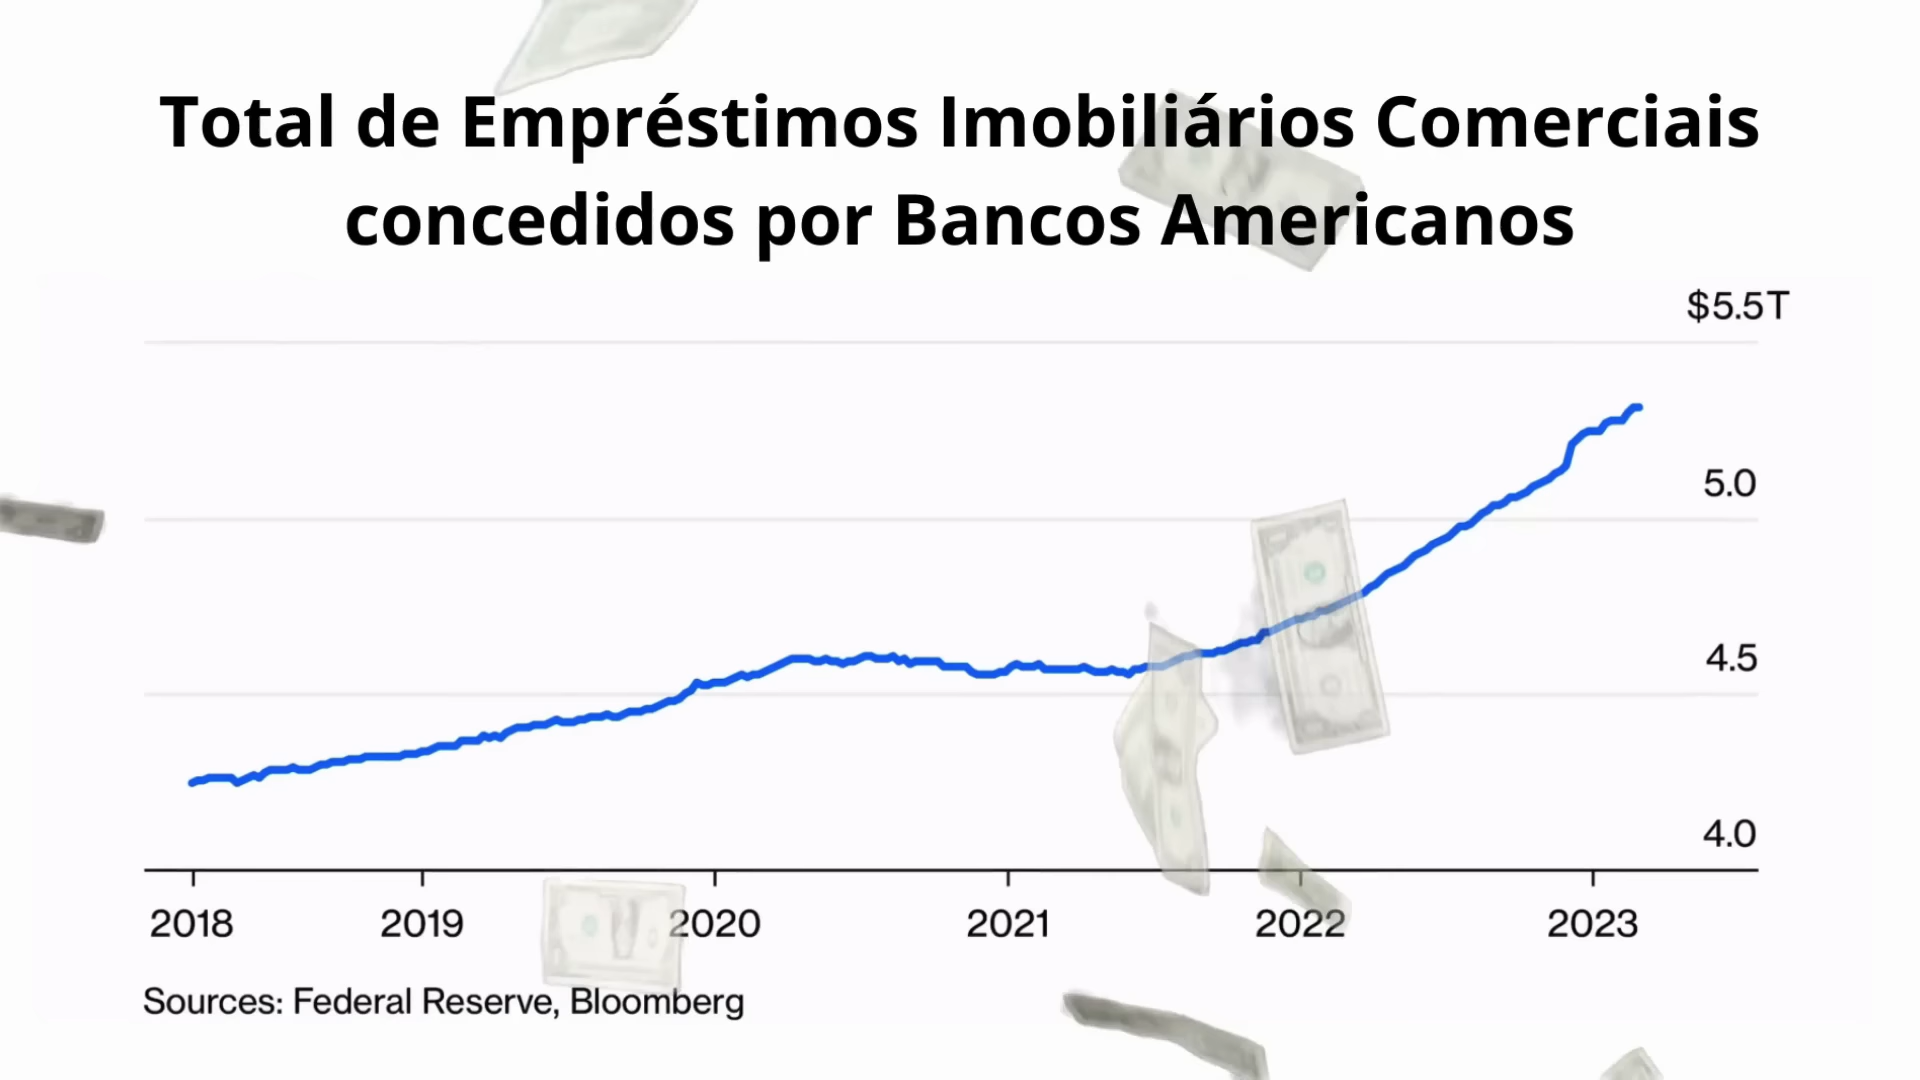 Total de Empréstimos Imobiliários Comerciais
concedidos por Bancos Americanos
$5.5T
5.0
4.5
4.0
2018 2019 2020 2021 2022 2023
Sources: Federal Reserve, Bloomberg